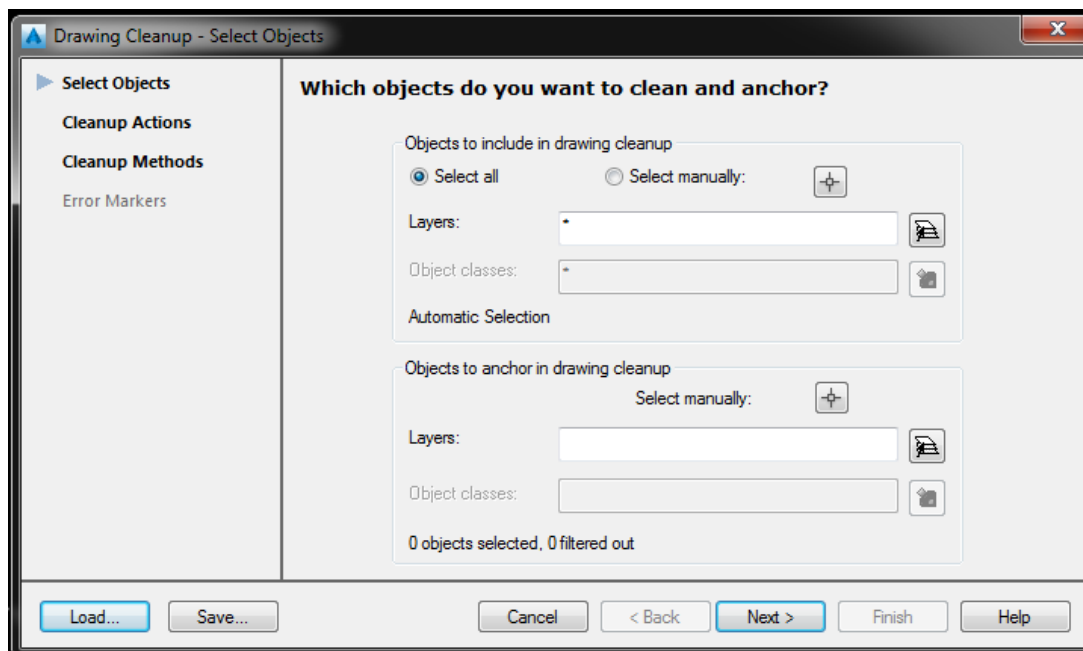 Drawing Cleanup - Select Objects
Select Objects
Cleanup Actions
Cleanup Methods
Error Markers
Which objects do you want to clean and anchor?
Objects to include in drawing cleanup
Select all Select manually:
Layers: *
Object classes: *
Automatic Selection
Objects to anchor in drawing cleanup
Select manually:
Layers:
Object classes:
0 objects selected, 0 filtered out
Load... Save... Cancel < Back Next > Finish Help